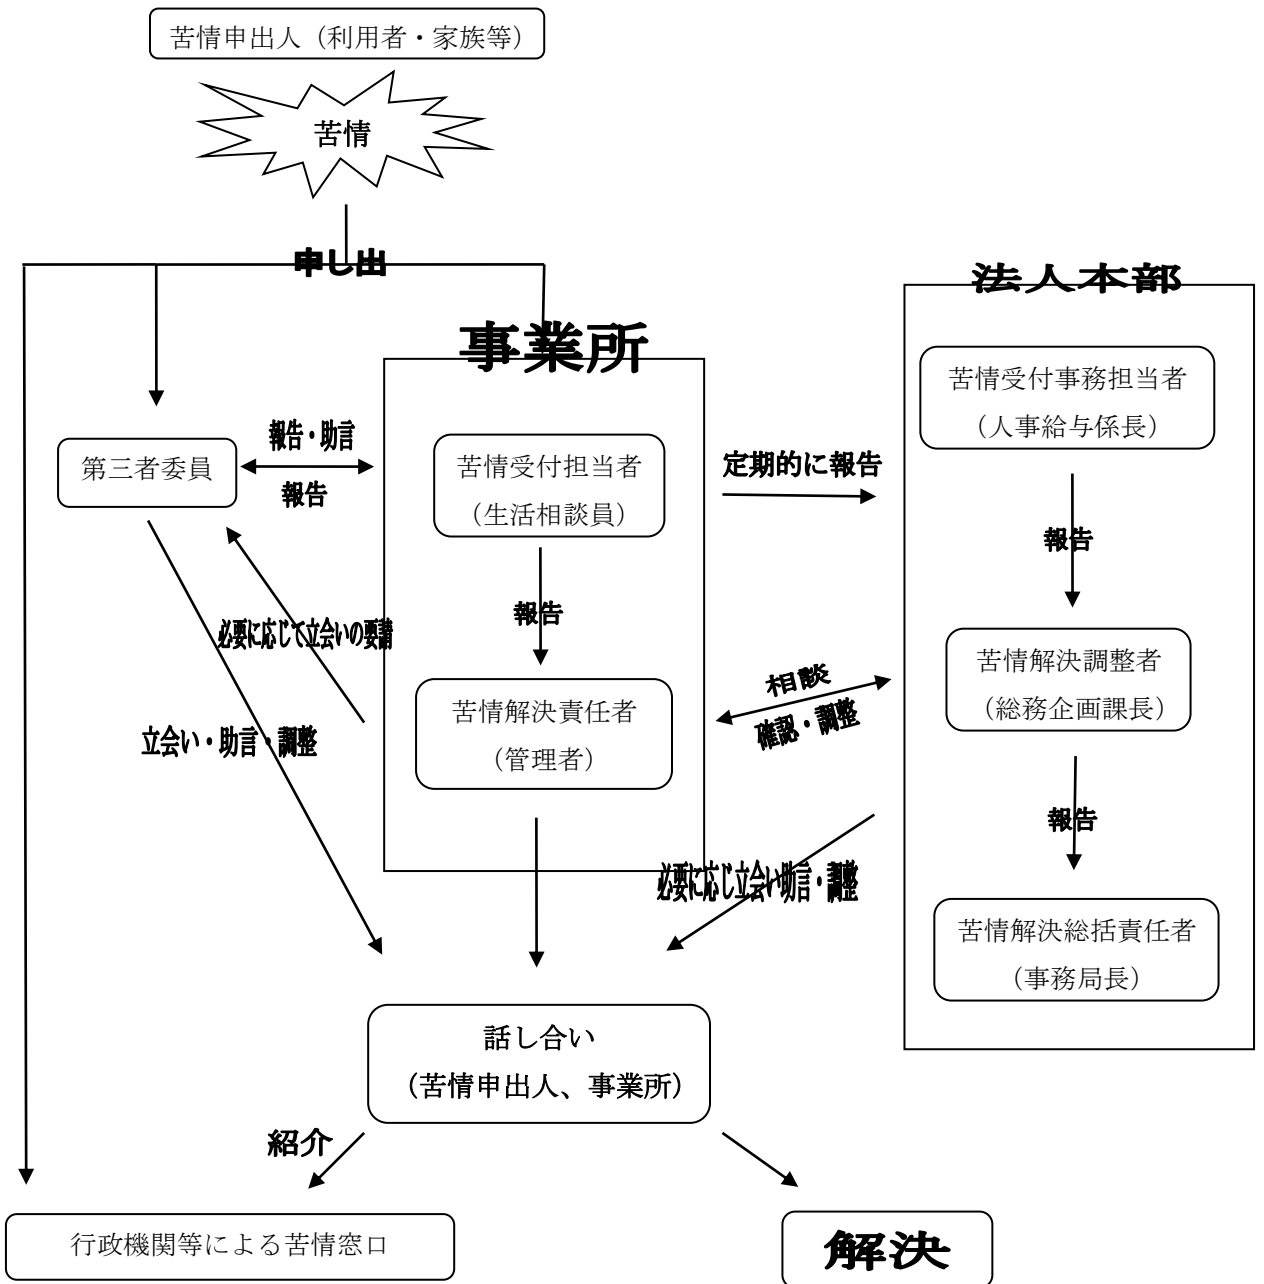 苦情申出人（利用者・家族等）
苦情
申し出
法人本部
事業所
苦情受付事務担当者
（人事給与係長）
報告・助言
第三者委員
報告
苦情受付担当者
（生活相談員）
定期的に報告
報告
報告
必要に応じて立会いの要請
苦情解決調整者
（総務企画課長）
相談
確認・調整
苦情解決責任者
（管理者）
立会い・助言・調整
報告
必要に応じ立会い助言・調整
苦情解決総括責任者
（事務局長）
話し合い
（苦情申出人、事業所）
紹介
行政機関等による苦情窓口
解決